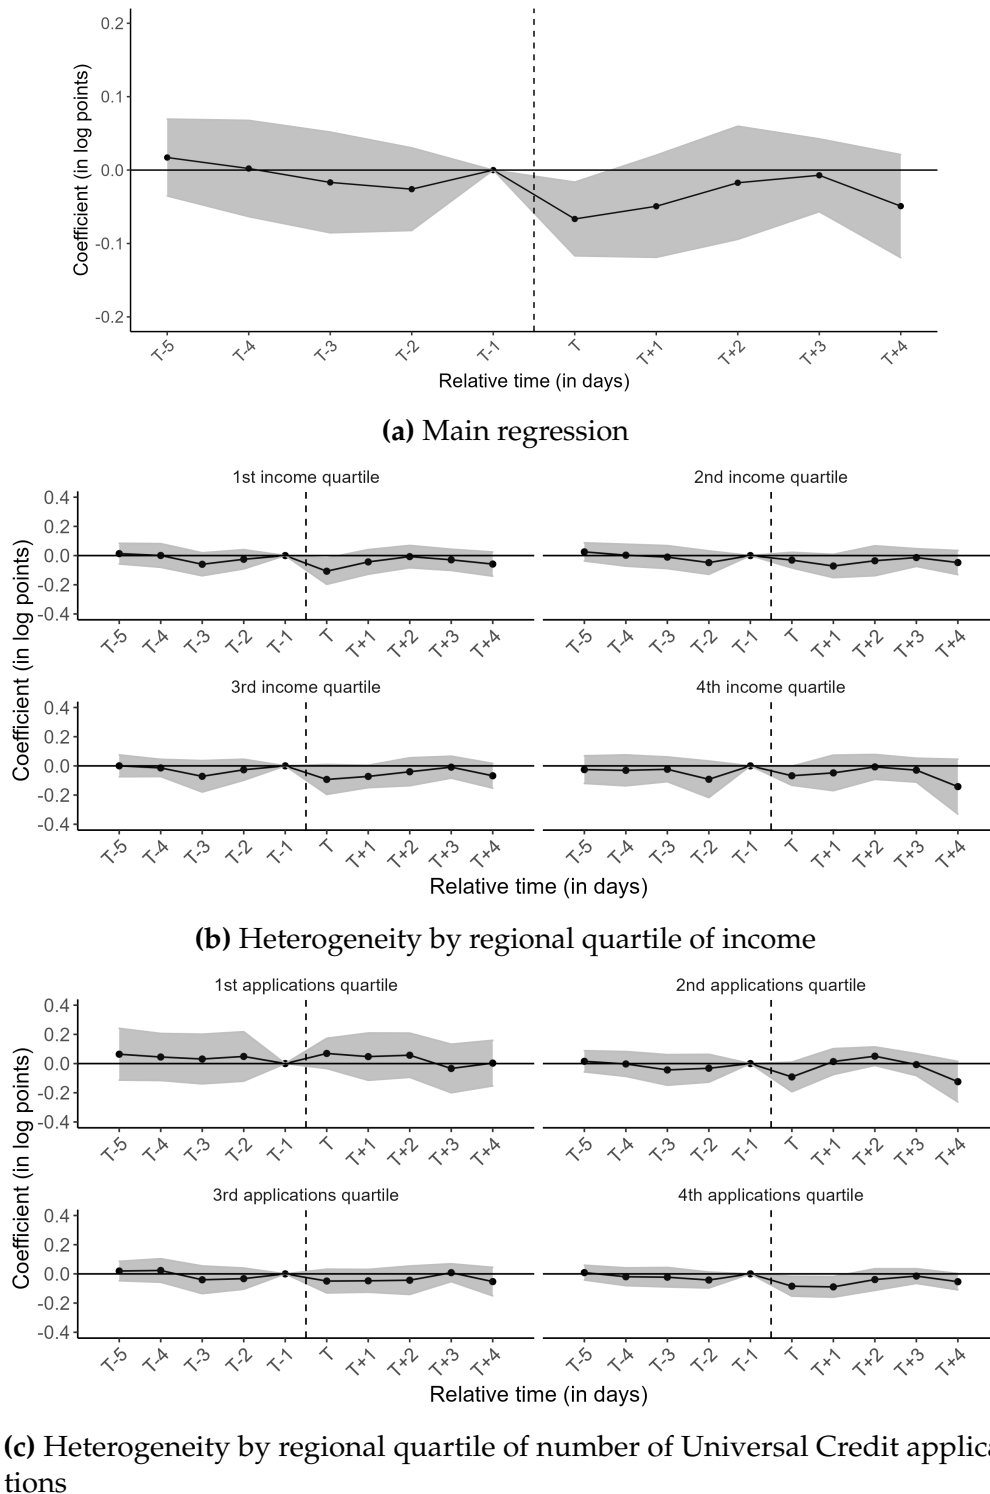 0.2
0.1
0.0
-0.1
-0.2
Coefficient (in log points)
T-5 T-4 T-3 T-2 T-1 T T+1 T+2 T+3 T+4
Relative time (in days)
(a) Main regression
1st income quartile 2nd income quartile
0.4
0.2
0.0
-0.2
-0.4
T-5 T-4 T-3 T-2 T-1 T T+1 T+2 T+3 T+4 T-5 T-4 T-3 T-2 T-1 T T+1 T+2 T+3 T+4
Coefficient (in log points)
3rd income quartile 4th income quartile
0.4
0.2
0.0
-0.2
-0.4
T-5 T-4 T-3 T-2 T-1 T T+1 T+2 T+3 T+4 T-5 T-4 T-3 T-2 T-1 T T+1 T+2 T+3 T+4
Relative time (in days)
(b) Heterogeneity by regional quartile of income
1st applications quartile 2nd applications quartile
0.4
0.2
0.0
-0.2
-0.4
T-5 T-4 T-3 T-2 T-1 T T+1 T+2 T+3 T+4 T-5 T-4 T-3 T-2 T-1 T T+1 T+2 T+3 T+4
Coefficient (in log points)
3rd applications quartile 4th applications quartile
0.4
0.2
0.0
-0.2
-0.4
T-5 T-4 T-3 T-2 T-1 T T+1 T+2 T+3 T+4 T-5 T-4 T-3 T-2 T-1 T T+1 T+2 T+3 T+4
Relative time (in days)
(c) Heterogeneity by regional quartile of number of Universal Credit applica
tions